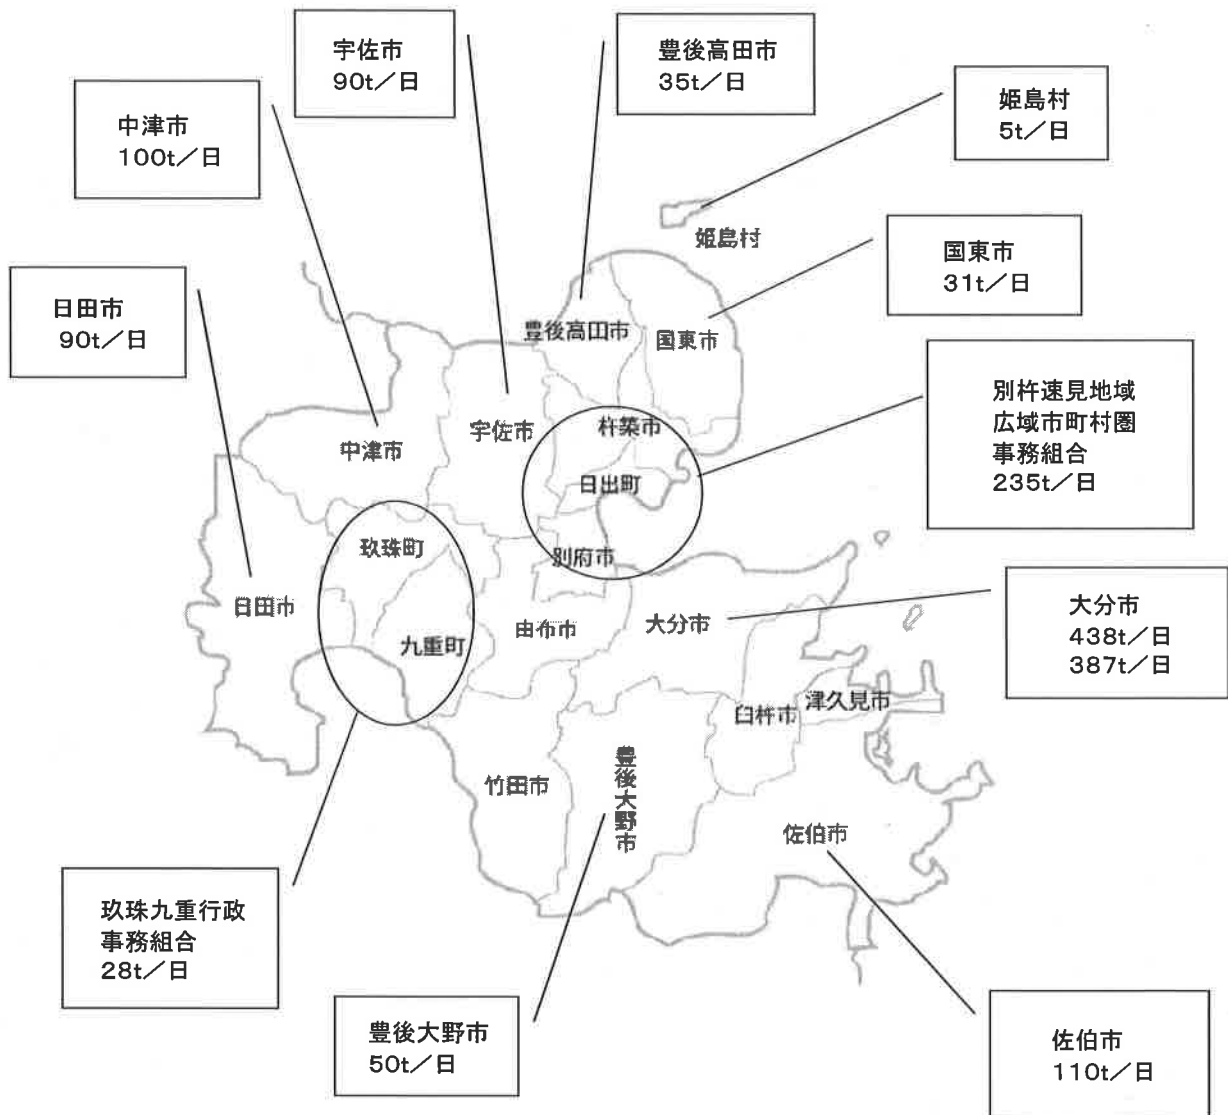 宇佐市
90t/日
豊後高田市
35t/日
姫島村
5t/日
中津市
100t/日
姫島村
国東市
31t/日
日田市
90t/日
豊後高田市
国東市
別杵速見地域
広域市町村圏
事務組合
235t/日
杵築市
宇佐市
中津市
日出町
玖珠町
別府市
日田市
由布市
大分市
大分市
438t/日
387t/日
九重町
臼杵市
津久見市
竹田市
豊後大野市
佐伯市
玖珠九重行政
事務組合
28t/日
豊後大野市
50t/日
佐伯市
110t/日